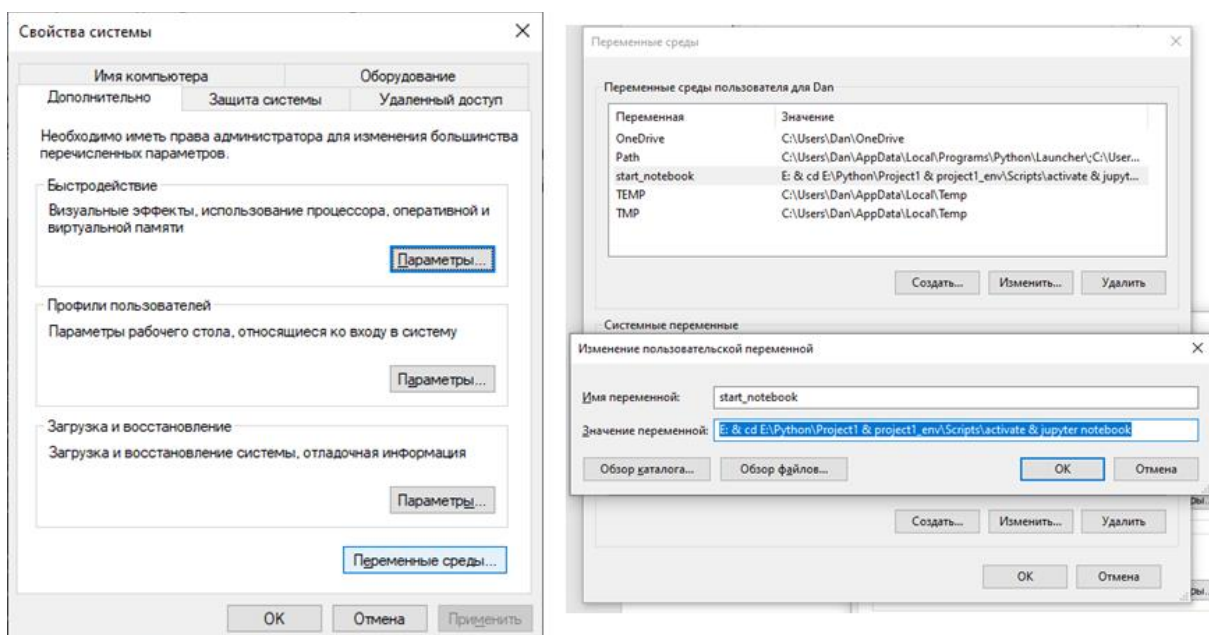 Свойства системы
Имя компьютера
Оборудование
Дополнительно
Защита системы
Удаленный доступ
Необходимо иметь права администратора для изменения большинства
перечисленных параметров.
Быстродействие
Визуальные эффекты, использование процессора, оперативной и
виртуальной памяти
Параметры...
Профили пользователей
Параметры рабочего стола, относящиеся ко входу в систему
Параметры...
Загрузка и восстановление
Загрузка и восстановление системы, отладочная информация
Параметры...
Переменные среды...
ОК Отмена Применить
Переменные среды
Переменные среды пользователя для Dan
Переменная Значение
OneDrive C:\Users\Dan\OneDrive
Path C:\Users\Dan\AppData\Local\Programs\Python\Launcher\;C:\User...
start_notebook E: & cd E:\Python\Project1 & project1_env\Scripts\activate & jupyt...
TEMP C:\Users\Dan\AppData\Local\Temp
TMP C:\Users\Dan\AppData\Local\Temp
Создать... Изменить... Удалить
Системные переменные
Изменение пользовательской переменной
Имя переменной: start_notebook
Значение переменной: E: & cd E:\Python\Project1 & project1_env\Scripts\activate & jupyter notebook
Обзор каталога... Обзор файлов... ОК Отмена
Создать... Изменить... Удалить
ОК Отмена